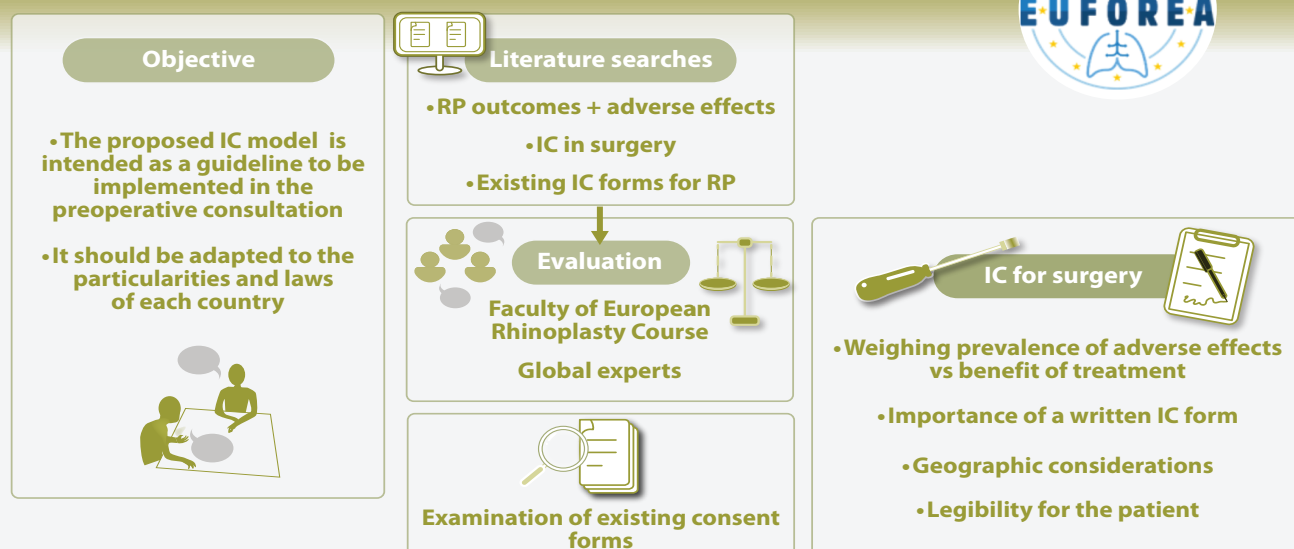 EUFOREA
Objective
•The proposed IC model is
intended as a guideline to be
implemented in the
preoperative consultation
•It should be adapted to the
particularities and laws
of each country
Literature searches
•RP outcomes + adverse effects
•IC in surgery
•Existing IC forms for RP
Evaluation
Faculty of European
Rhinoplasty Course
Global experts
Examination of existing consent
forms
IC for surgery
•Weighing prevalence of adverse effects
vs benefit of treatment
•Importance of a written IC form
•Geographic considerations
•Legibility for the patient